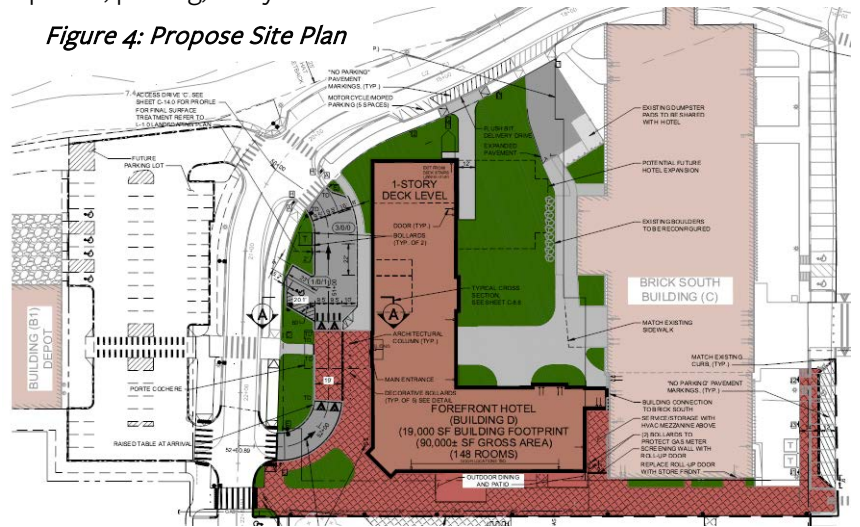 Figure 4: Propose Site Plan
ACCESS DRIVE 'C'. SEE
SHEET C-14.0 FOR PROFILE
FOR FINAL SURFACE
TREATMENT REFER TO
FUTURE
PARKING LOT
"NO PARKING"
PAVEMENT
MARKINGS, (TYP.)
MOTORCYCLE/MOPED
PARKING (5 SPACES)
DELIVERY DRIVE
EXPANDED
PAVEMENT
EXISTING DUMPSTER
PADS TO BE SHARED
WITH HOTEL
POTENTIAL FUTURE
HOTEL EXPANSION
EXISTING BOULDERS
TO BE RECONFIGURED
1-STORY
DECK LEVEL
DOOR (TYP.)
BOLLARDS
(TYP. OF 2)
TYPICAL CROSS
SECTION,
A
A
BRICK SOUTH
BUILDING (C)
BUILDING (B1)
DEPOT
ARCHITECTURAL
COLUMN (TYP.)
MATCH EXISTING
SIDEWALK
MATCH EXISTING
CURB, (TYP.)
PORTE COCHERE
19'
MAIN ENTRANCE
DECORATIVE BOLLARDS
(TYP. OF 5) SEE DETAIL
"NO PARKING" PAVEMENT
MARKINGS, (TYP.)
FOREFRONT HOTEL
(BUILDING D)
19,000 SF BUILDING FOOTPRINT
(90,000± SF GROSS AREA)
(148 ROOMS)
BUILDING CONNECTION
TO BRICK SOUTH
SERVICE/STORAGE WITH
HVAC MEZZANINE ABOVE
(2) BOLLARDS TO
PROTECT GAS METER
SCREENING WALL WITH
ROLL-UP DOOR
REPLACE ROLL-UP DOOR
WITH STORE FRONT
RAISED TABLE AT ARRIVAL
OUTDOOR DINING
AND PATIO